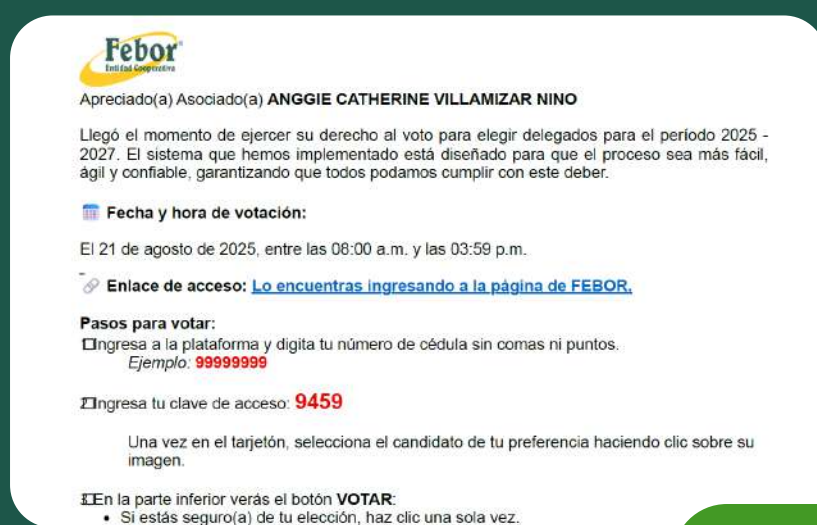 Febor
Entidad Cooperativa
Apreciado(a) Asociado(a) ANGGIE CATHERINE VILLAMIZAR NINO
Llegó el momento de ejercer su derecho al voto para elegir delegados para el período 2025 -
2027. El sistema que hemos implementado está diseñado para que el proceso sea más fácil,
ágil y confiable, garantizando que todos podamos cumplir con este deber.
Fecha y hora de votación:
El 21 de agosto de 2025, entre las 08:00 a.m. y las 03:59 p.m.
Enlace de acceso: Lo encuentras ingresando a la página de FEBOR.
Pasos para votar:
1 Ingresa a la plataforma y digita tu número de cédula sin comas ni puntos.
Ejemplo: 99999999
2 Ingresa tu clave de acceso: 9459
Una vez en el tarjetón, selecciona el candidato de tu preferencia haciendo clic sobre su
imagen.
3 En la parte inferior verás el botón VOTAR:
• Si estás seguro(a) de tu elección, haz clic una sola vez.